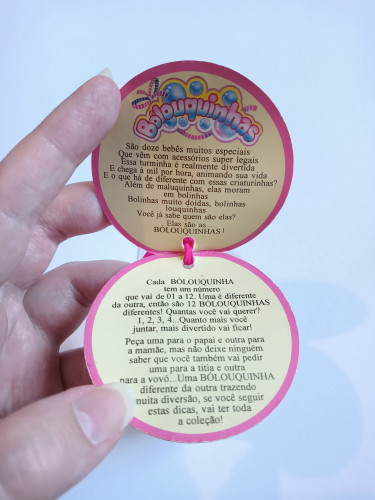 Bolouquinhas
São doze bebês muitos especiais
Que vêm com acessórios super legais
Essa turminha é realmente divertida
E chega à mil por hora, animando sua vida
E o que há de diferente com essas criaturinhas?
Além de maluquinhas, elas moram
em bolinhas
Bolinhas muito doidas, bolinhas
louquinhas
Você já sabe quem são elas?
Elas são as...
BÒLOUQUINHAS !
Cada BÒLOUQUINHA
tem um número
que vai de 01 a 12. Uma é diferente
da outra, então são 12 BÒLOUQUINHAS
diferentes! Quantas você vai querer?
1, 2, 3, 4...Quanto mais você
juntar, mais divertido vai ficar!
Peça uma para o papai e outra para
a mamãe, mas não deixe ninguém
saber que você também vai pedir
uma para a titia e outra
para a vovó...Uma BÒLOUQUINHA
diferente da outra trazendo
muita diversão, se você seguir
estas dicas, vai ter toda
a coleção!